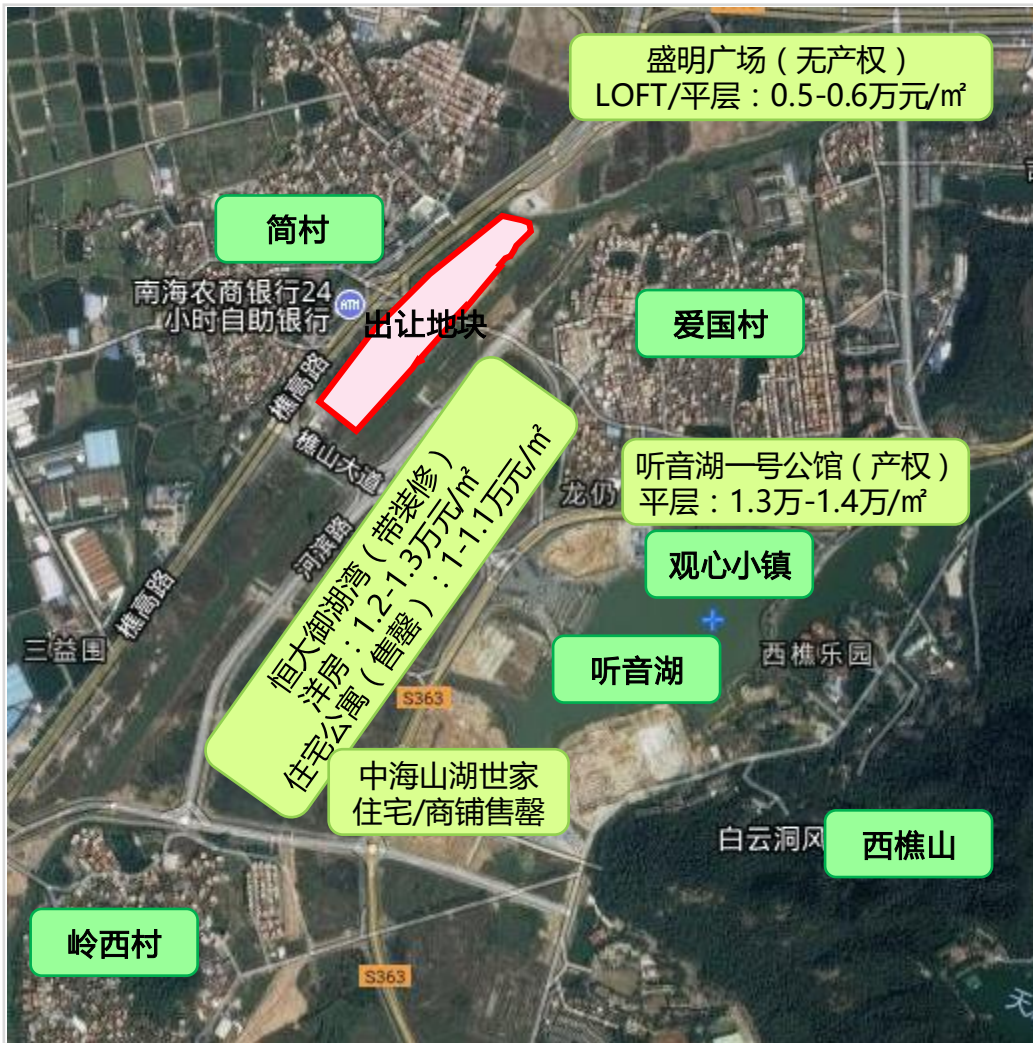 盛明广场（无产权）
LOFT/平层：0.5-0.6万元/㎡
简村
南海农商银行24
小时自助银行
ATM
出让地块
爱国村
樵高路
樵山大道
河滨路
听音湖一号公馆（产权）
平层：1.3万-1.4万/㎡
龙仍
观心小镇
恒大御湖湾（带装修）
洋房：1.2-1.3万元/㎡
住宅公寓（售罄）：1-1.1万元/㎡
樵高路
三益围
听音湖
西樵乐园
S363
中海山湖世家
住宅/商铺售罄
白云洞风
西樵山
岭西村
S363
天